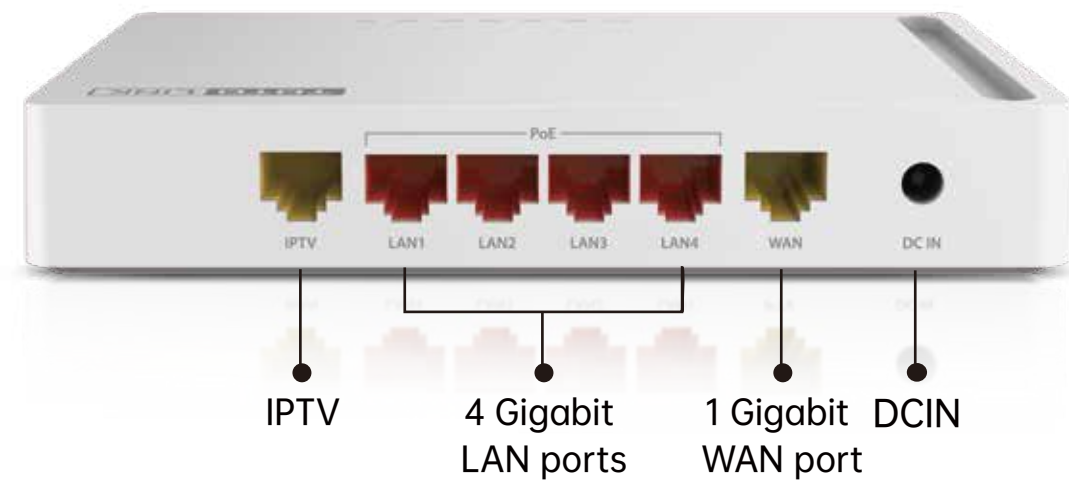 PoE
IPTV LAN1 LAN2 LAN3 LAN4 WAN DC IN
IPTV
4 Gigabit
LAN ports
1 Gigabit
WAN port
DCIN